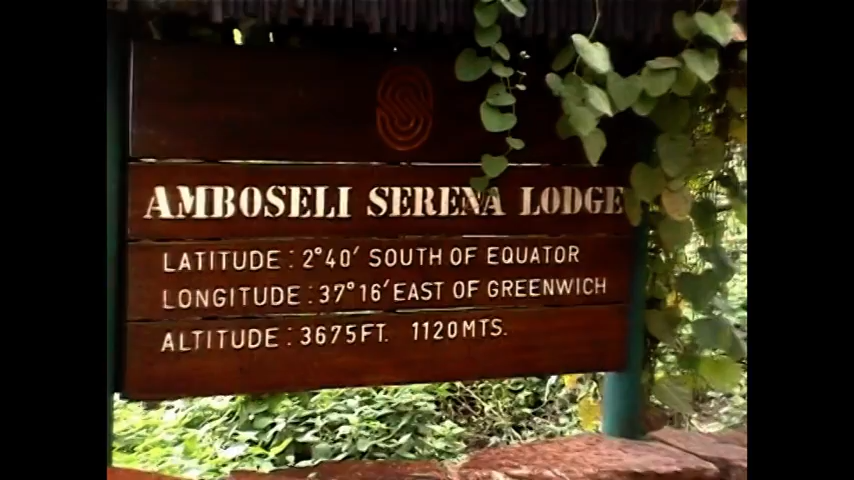 AMBOSELI SERENA LODGE
LATITUDE : 2°40′ SOUTH OF EQUATOR
LONGITUDE : 37°16′ EAST OF GREENWICH
ALTITUDE : 3675FT. 1120MTS.